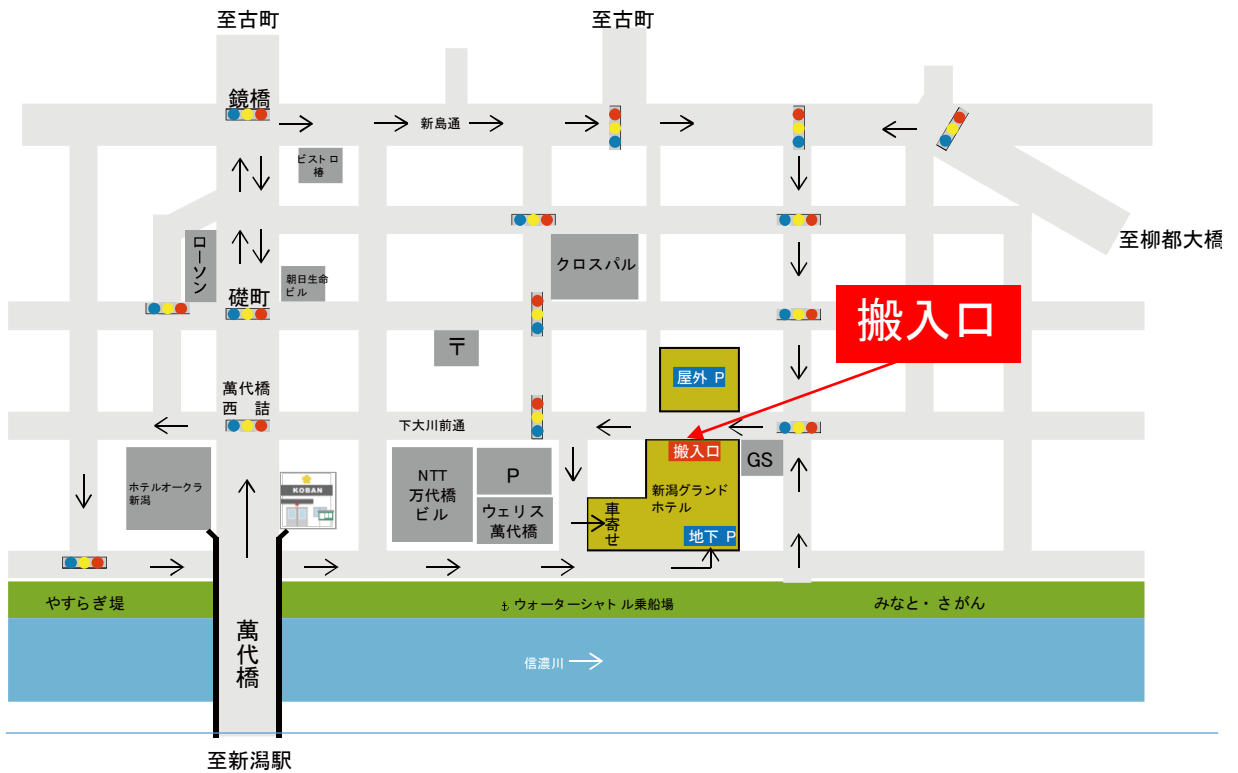 至古町
至古町
鏡橋
新島通
ビストロ
椿
至柳都大橋
ローソン
クロスパル
朝日生命
ビル
礎町
搬入口
〒
屋外 P
萬代橋
西 詰
下大川前通
搬入口
GS
ホテルオークラ
新潟
KOBAN
NTT
万代橋
ビル
P
ウェリス
萬代橋
車寄せ
新潟グランド
ホテル
地下 P
やすらぎ堤
ウォーターシャトル乗船場
みなと・さがん
萬代橋
信濃川
至新潟駅